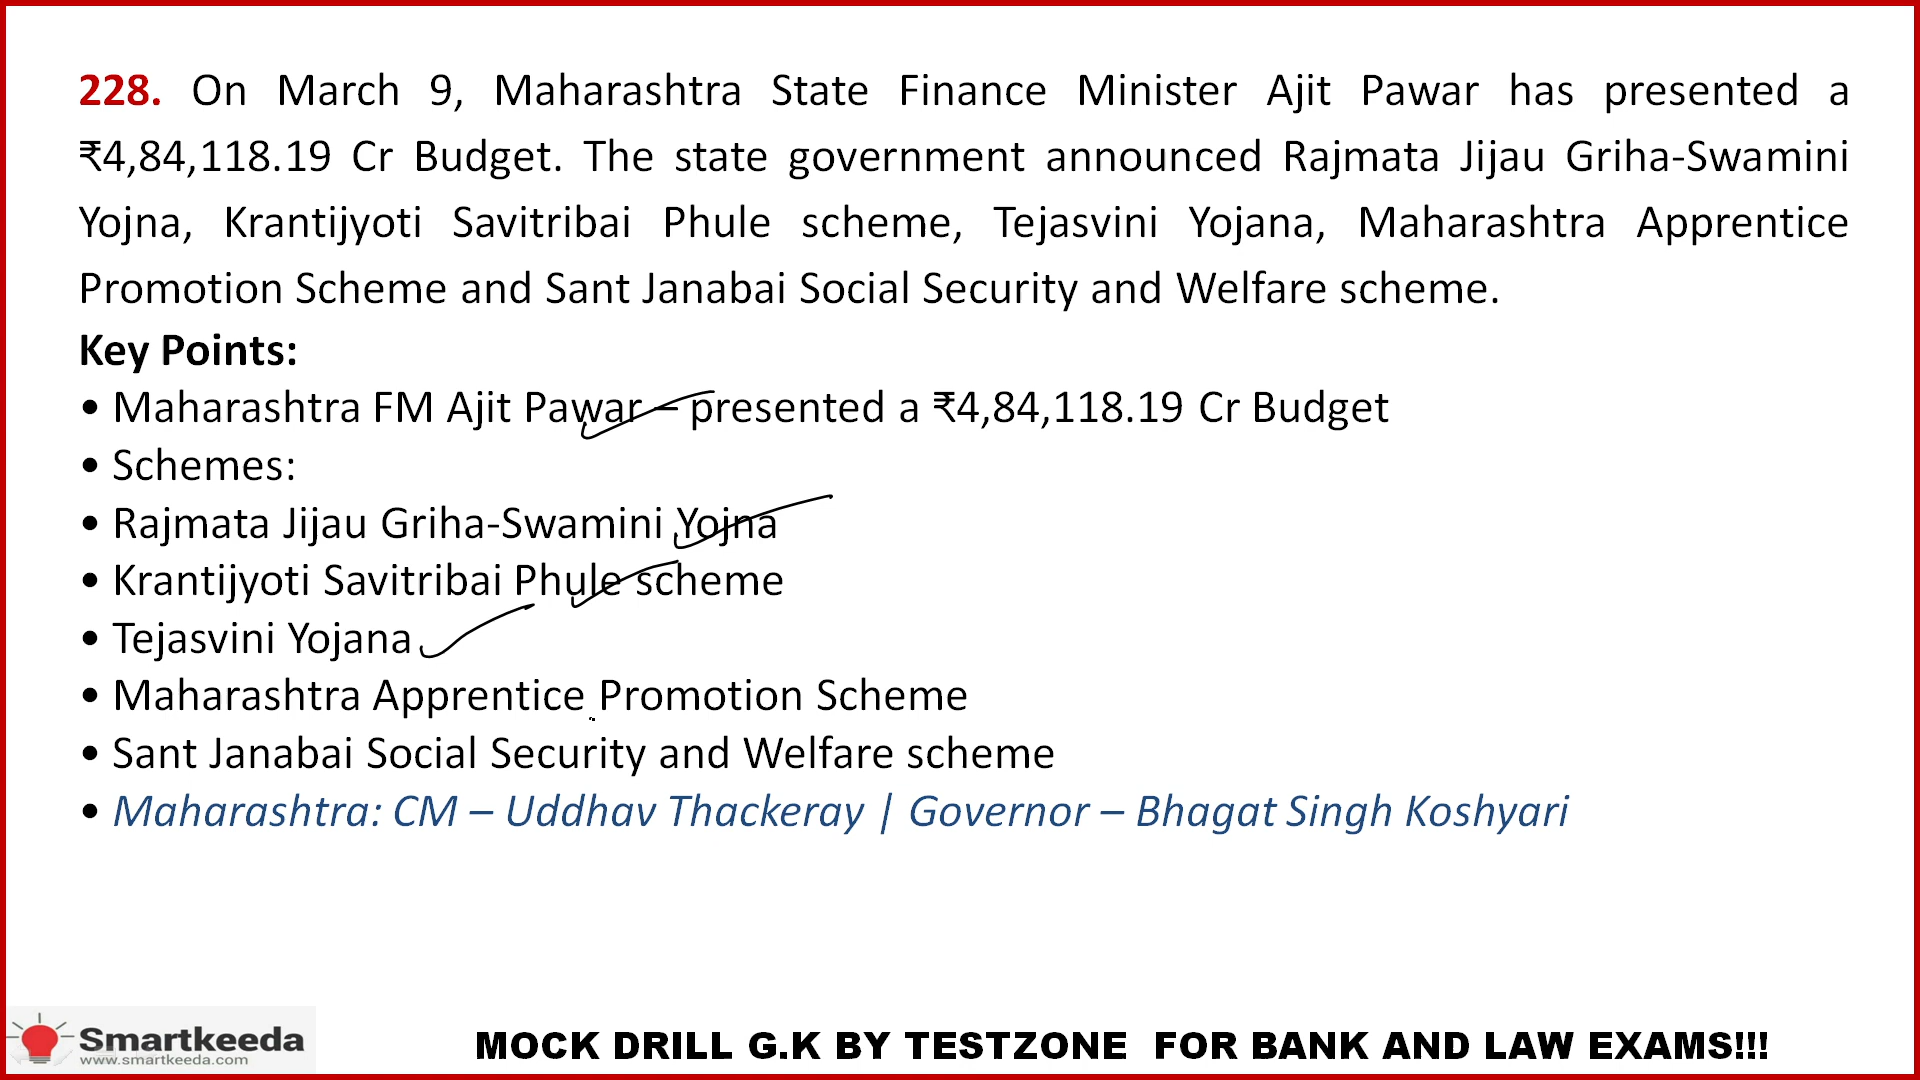 228. On March 9, Maharashtra State Finance Minister Ajit Pawar has presented a
₹4,84,118.19 Cr Budget. The state government announced Rajmata Jijau Griha-Swamini
Yojna, Krantijyoti Savitribai Phule scheme, Tejasvini Yojana, Maharashtra Apprentice
Promotion Scheme and Sant Janabai Social Security and Welfare scheme.
Key Points:
• Maharashtra FM Ajit Pawar – presented a ₹4,84,118.19 Cr Budget
• Schemes:
• Rajmata Jijau Griha-Swamini Yojna
• Krantijyoti Savitribai Phule scheme
• Tejasvini Yojana
• Maharashtra Apprentice Promotion Scheme
• Sant Janabai Social Security and Welfare scheme
• Maharashtra: CM – Uddhav Thackeray | Governor – Bhagat Singh Koshyari
Smartkeeda
www.smartkeeda.com
MOCK DRILL G.K BY TESTZONE FOR BANK AND LAW EXAMS!!!